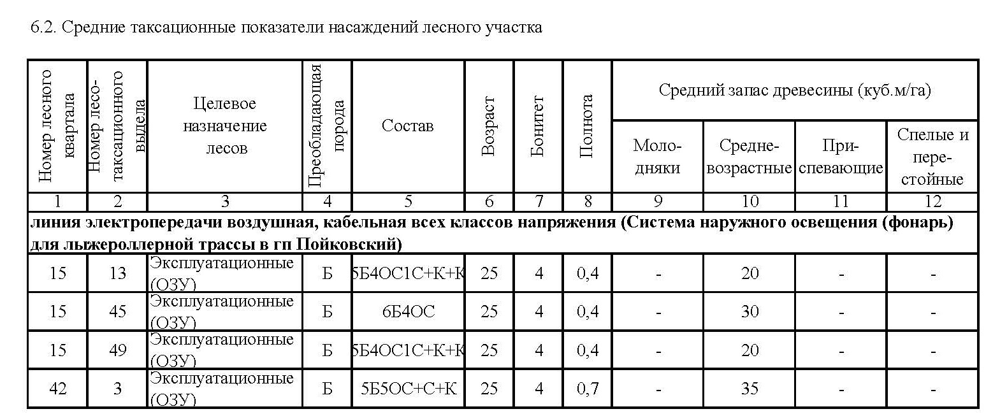 6.2. Средние таксационные показатели насаждений лесного участка
Номер лесного квартала
Номер лесо-таксационного выдела
Целевое
назначение
лесов
Преобладающая порода
Состав
Возраст
Бонитет
Полнота
Средний запас древесины (куб.м/га)
Моло-
дняки
Средне-
возрастные
При-
спевающие
Спелые и
пере-
стойные
1 2 3 4 5 6 7 8 9 10 11 12
линия электропередачи воздушная, кабельная всех классов напряжения (Система наружного освещения (фонарь)
для лыжероллерной трассы в гп Пойковский)
15 13 Эксплуатационные (ОЗУ) Б 5Б4ОС1С+К+К 25 4 0,4 - 20 - -
15 45 Эксплуатационные (ОЗУ) Б 6Б4ОС 25 4 0,4 - 30 - -
15 49 Эксплуатационные (ОЗУ) Б 5Б4ОС1С+К+К 25 4 0,4 - 20 - -
42 3 Эксплуатационные (ОЗУ) Б 5Б5ОС+С+К 25 4 0,7 - 35 - -